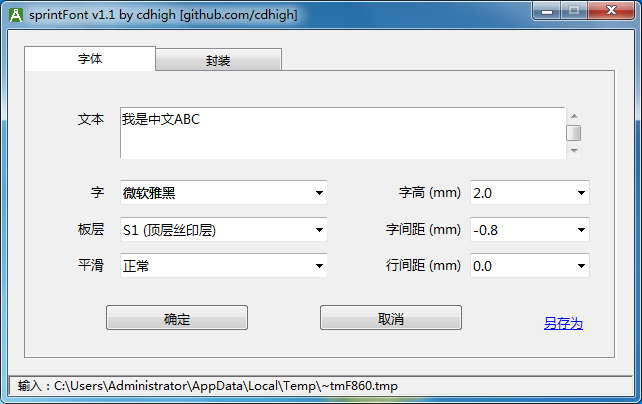 sprintFont v1.1 by cdhigh [github.com/cdhigh]
字体 封装
文本 我是中文ABC
字 微软雅黑 字高 (mm) 2.0
板层 S1 (顶层丝印层) 字间距 (mm) -0.8
平滑 正常 行间距 (mm) 0.0
确定 取消 另存为
输入：C:\Users\Administrator\AppData\Local\Temp\~tmF860.tmp